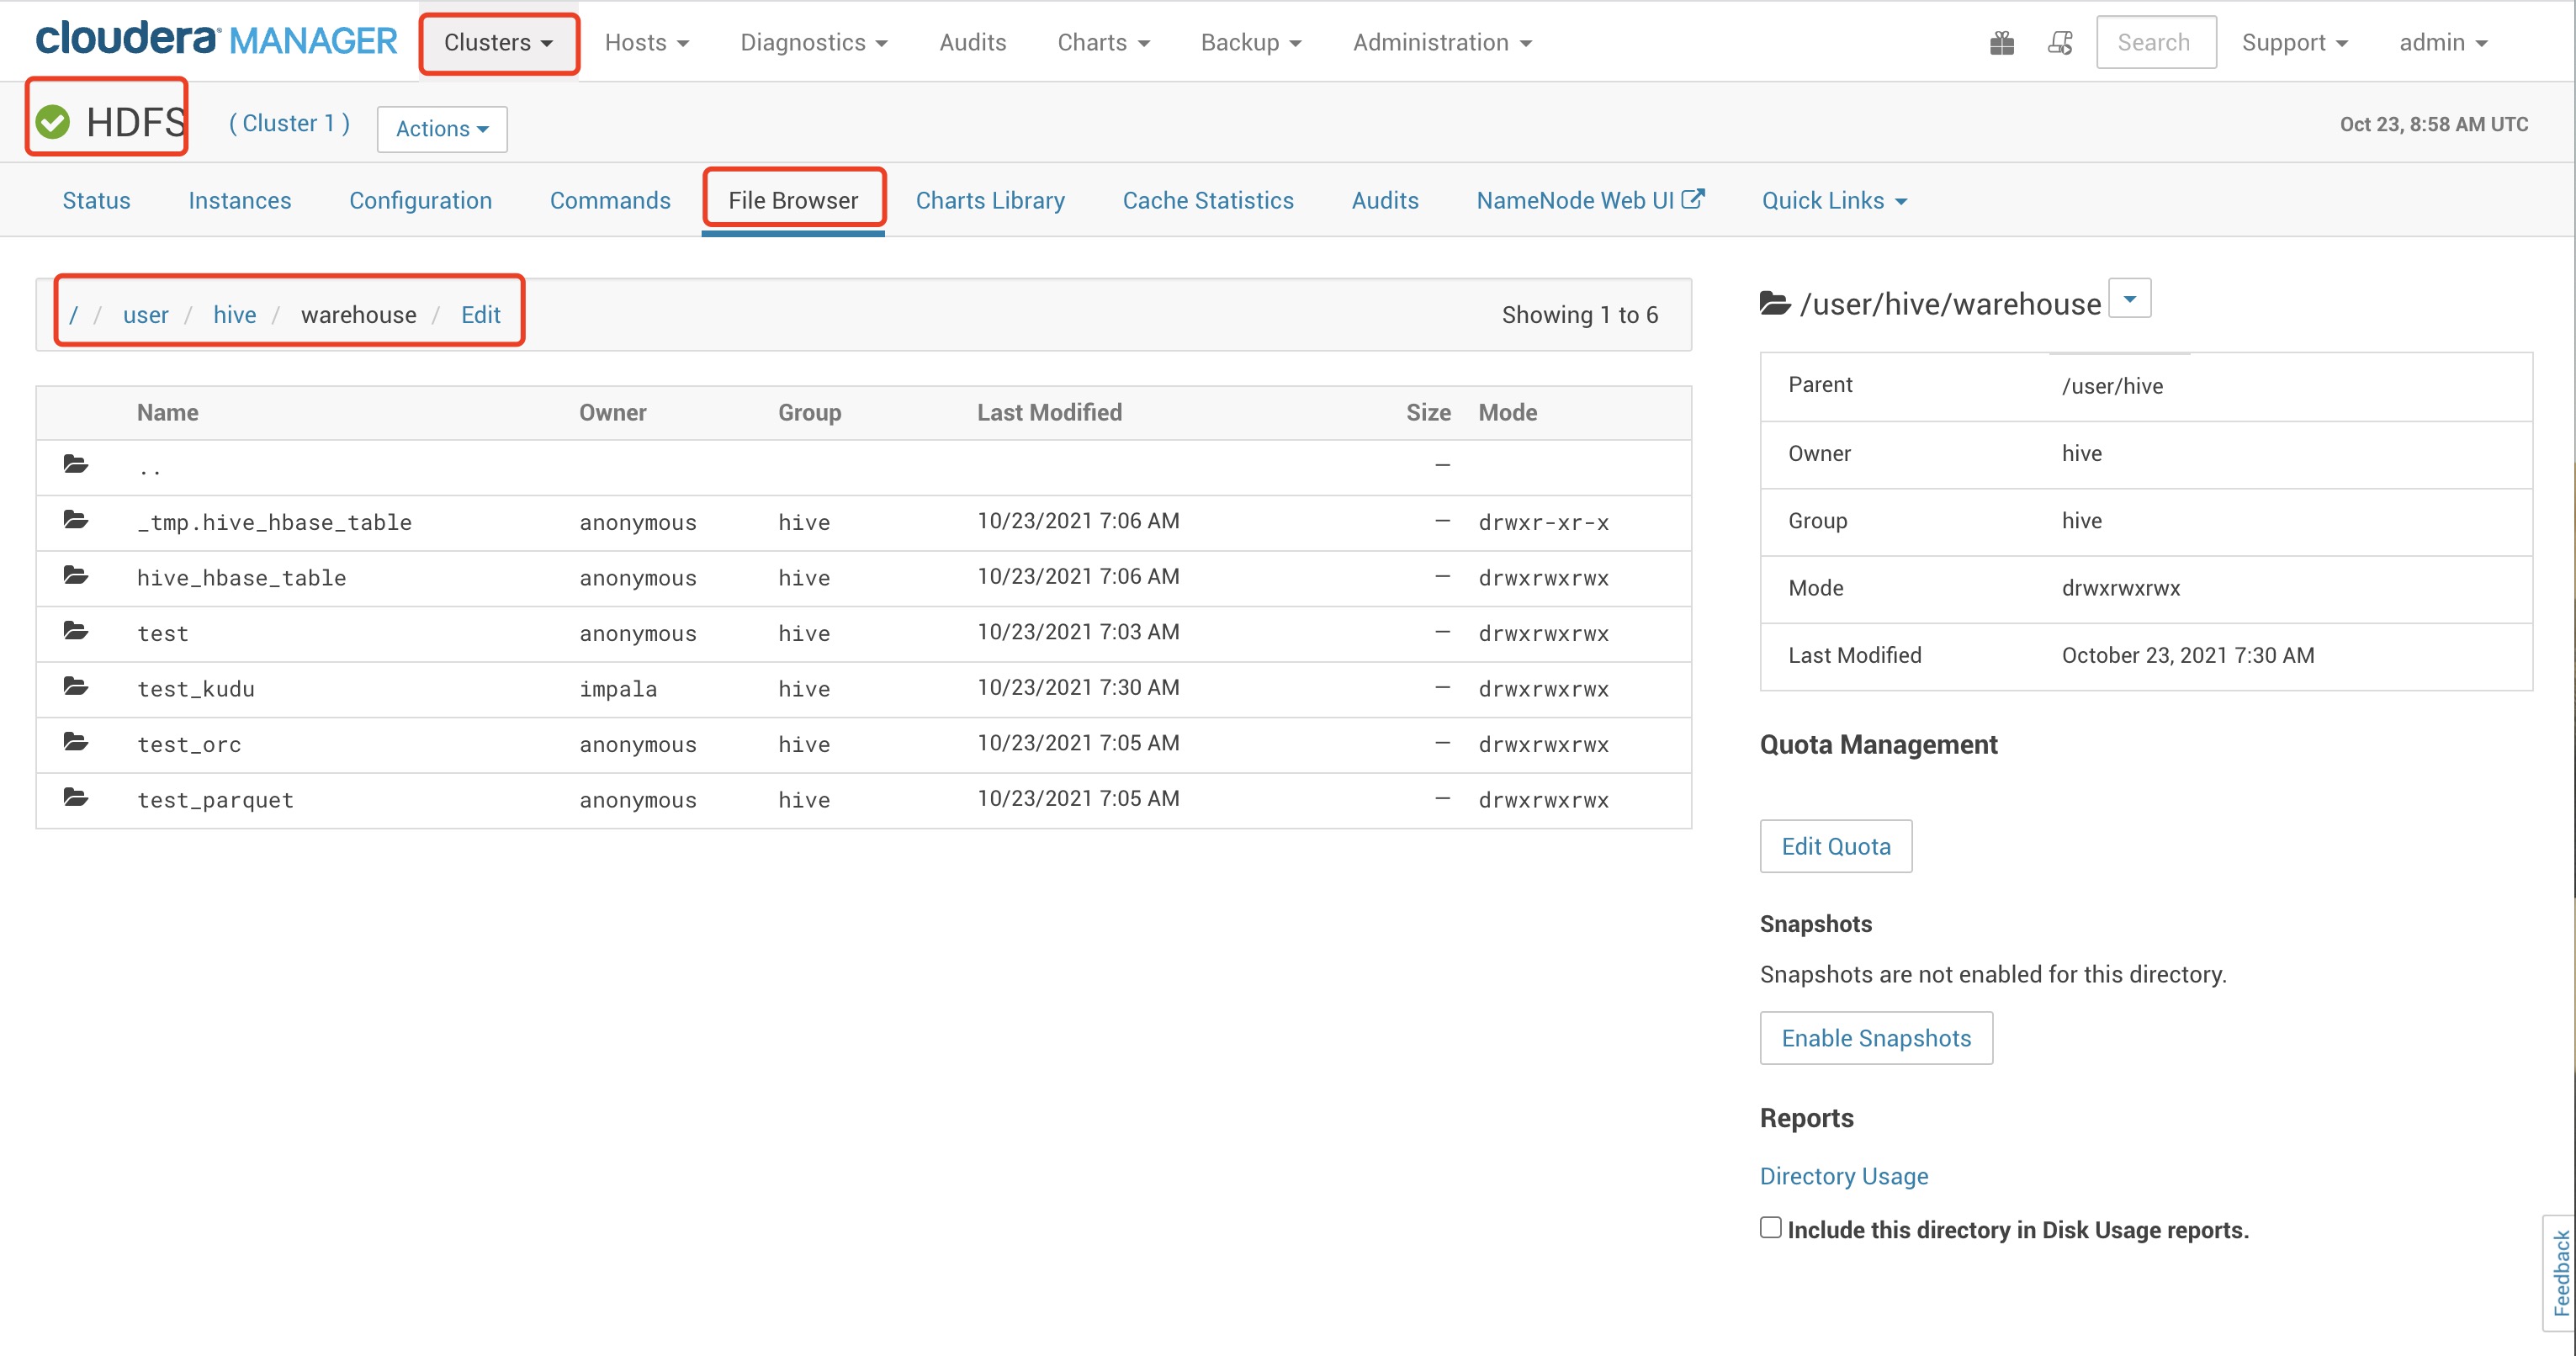 cloudera MANAGER Clusters Hosts Diagnostics Audits Charts Backup Administration Search Support admin
HDFS ( Cluster 1 ) Actions Oct 23, 8:58 AM UTC
Status Instances Configuration Commands File Browser Charts Library Cache Statistics Audits NameNode Web UI Quick Links
/ / user / hive / warehouse / Edit Showing 1 to 6
Name Owner Group Last Modified Size Mode
.. —
_tmp.hive_hbase_table anonymous hive 10/23/2021 7:06 AM — drwxr-xr-x
hive_hbase_table anonymous hive 10/23/2021 7:06 AM — drwxrwxrwx
test anonymous hive 10/23/2021 7:03 AM — drwxrwxrwx
test_kudu impala hive 10/23/2021 7:30 AM — drwxrwxrwx
test_orc anonymous hive 10/23/2021 7:05 AM — drwxrwxrwx
test_parquet anonymous hive 10/23/2021 7:05 AM — drwxrwxrwx
/user/hive/warehouse
Parent /user/hive
Owner hive
Group hive
Mode drwxrwxrwx
Last Modified October 23, 2021 7:30 AM
Quota Management
Edit Quota
Snapshots
Snapshots are not enabled for this directory.
Enable Snapshots
Reports
Directory Usage
Include this directory in Disk Usage reports.
Feedback